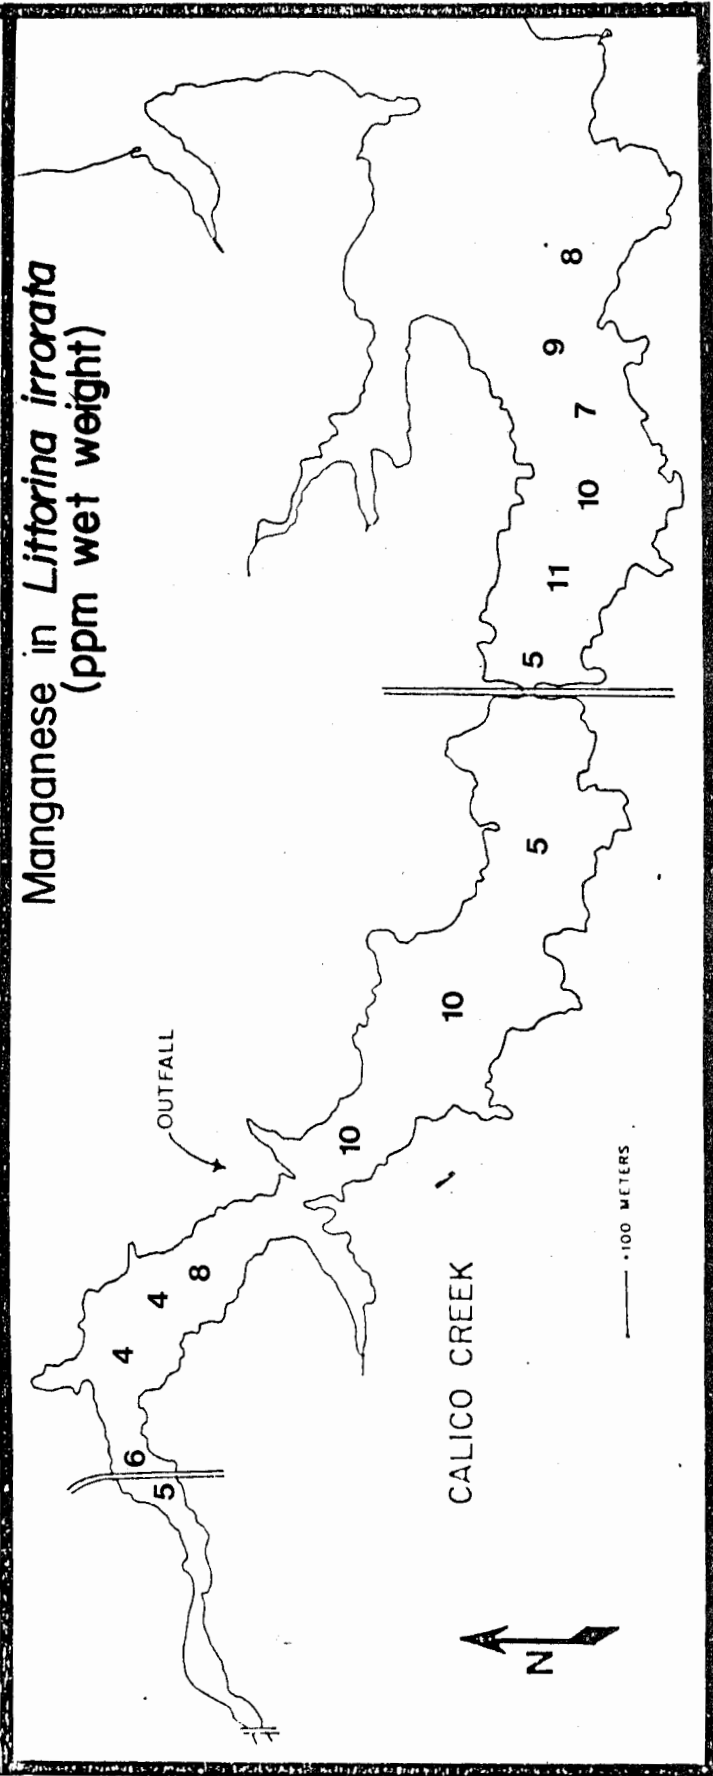 Manganese in Littorina irrorata
(ppm wet weight)
OUTFALL
5
6
4
4
8
10
10
5
5
11
10
7
9
8
CALICO CREEK
100 METERS
N